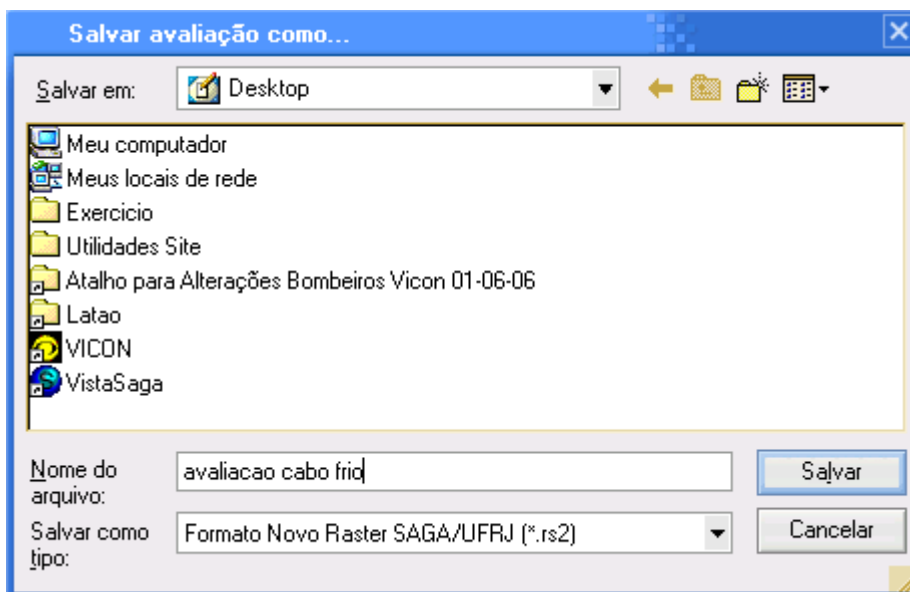 Salvar avaliação como...
Salvar em: Desktop
Meu computador
Meus locais de rede
Exercicio
Utilidades Site
Atalho para Alterações Bombeiros Vicon 01-06-06
Latao
VICON
VistaSaga
Nome do arquivo: avaliacao cabo frio Salvar
Salvar como tipo: Formato Novo Raster SAGA/UFRJ (*.rs2) Cancelar